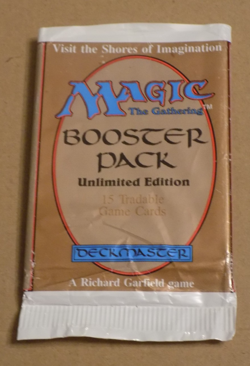 Visit the Shores of Imagination
MAGIC
The Gathering™
BOOSTER
PACK
Unlimited Edition
15 Tradable
Game Cards
DECKMASTER
A Richard Garfield game